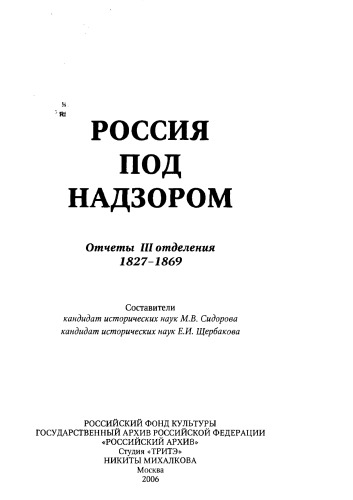 РОССИЯ
ПОД
НАДЗОРОМ
Отчеты III отделения
1827–1869
Составители
кандидат исторических наук М.В. Сидорова
кандидат исторических наук Е.И. Щербакова
РОССИЙСКИЙ ФОНД КУЛЬТУРЫ
ГОСУДАРСТВЕННЫЙ АРХИВ РОССИЙСКОЙ ФЕДЕРАЦИИ
«РОССИЙСКИЙ АРХИВ»
Студия «ТРИТЭ»
НИКИТЫ МИХАЛКОВА
Москва
2006